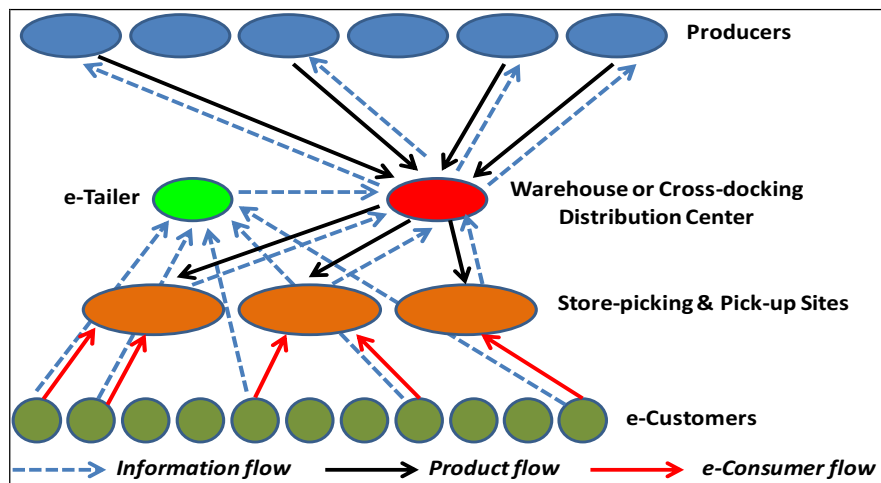 Producers
e-Tailer
Warehouse or Cross-docking
Distribution Center
Store-picking & Pick-up Sites
e-Customers
Information flow
Product flow
e-Consumer flow